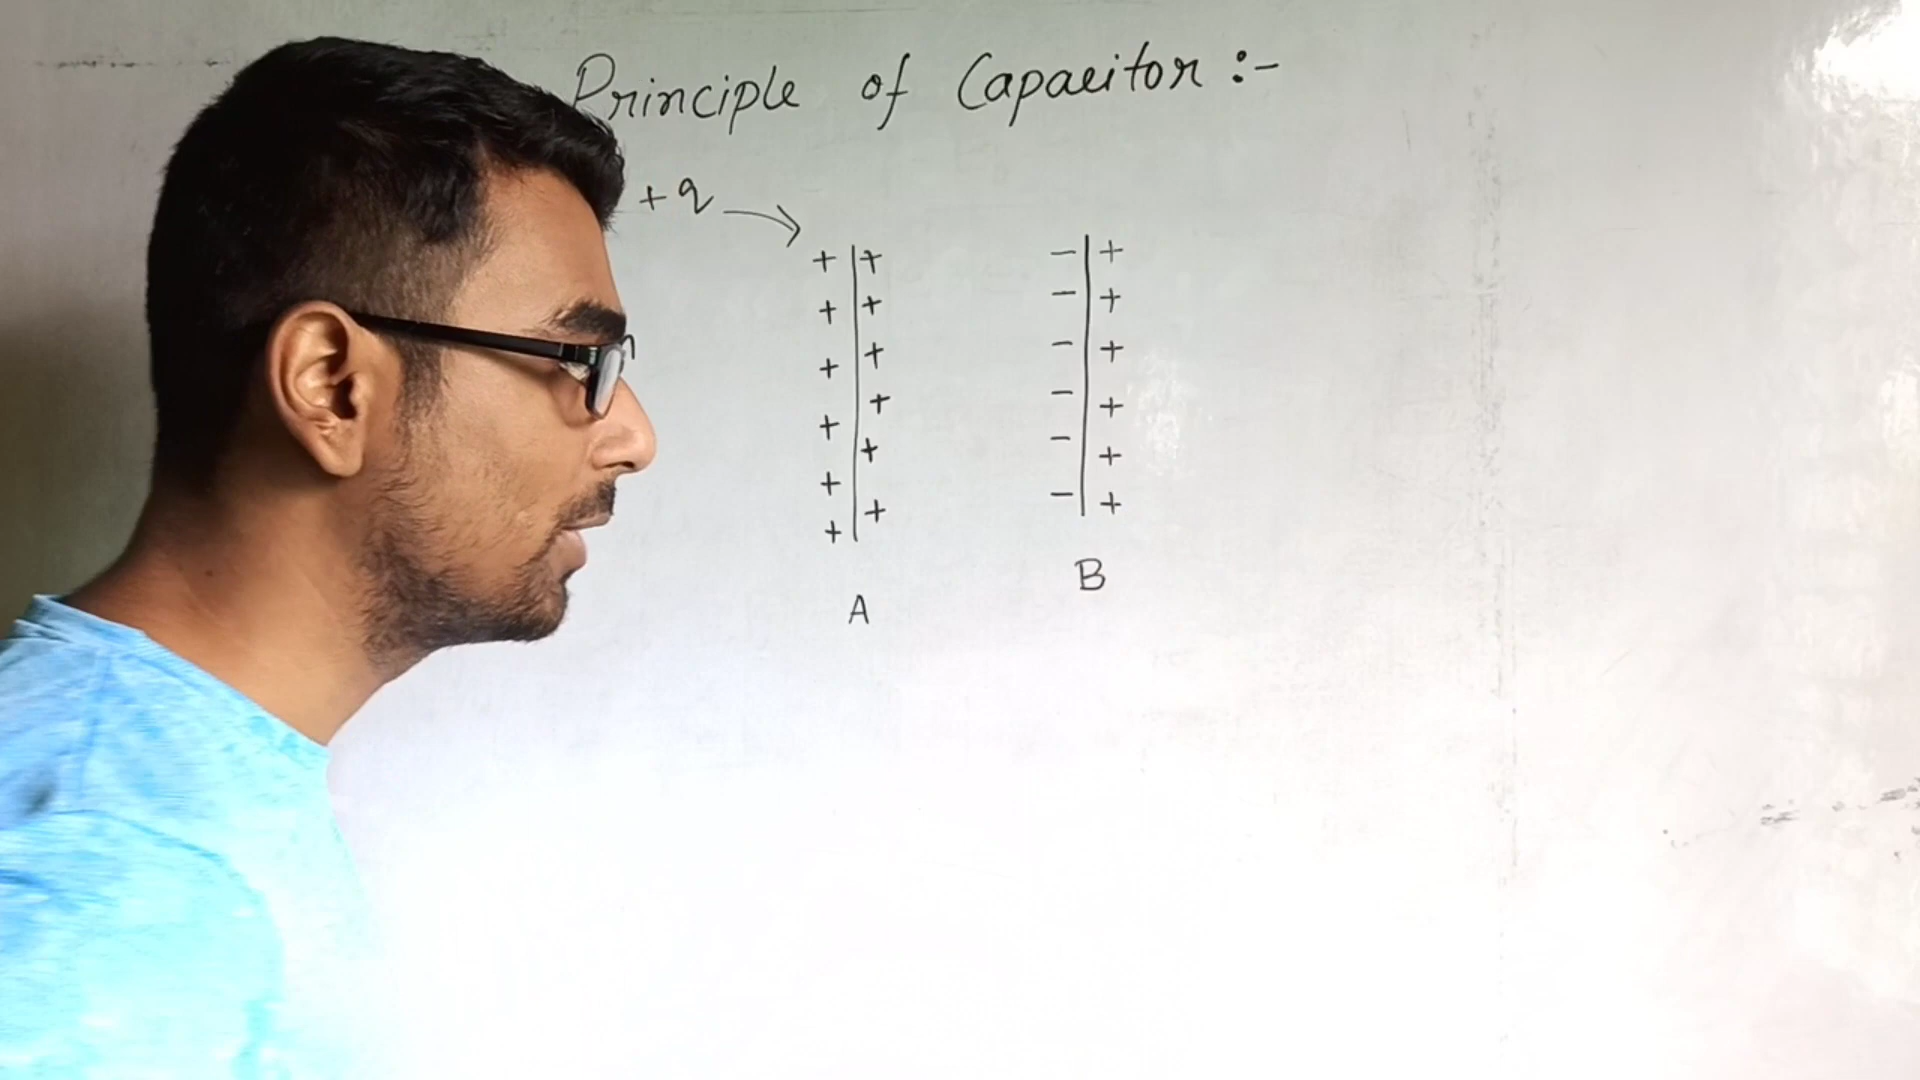 Principle of Capacitor :-
+q
+ + - +
+ + - +
+ + - +
+ + - +
+ + - +
+ + - +
B
A